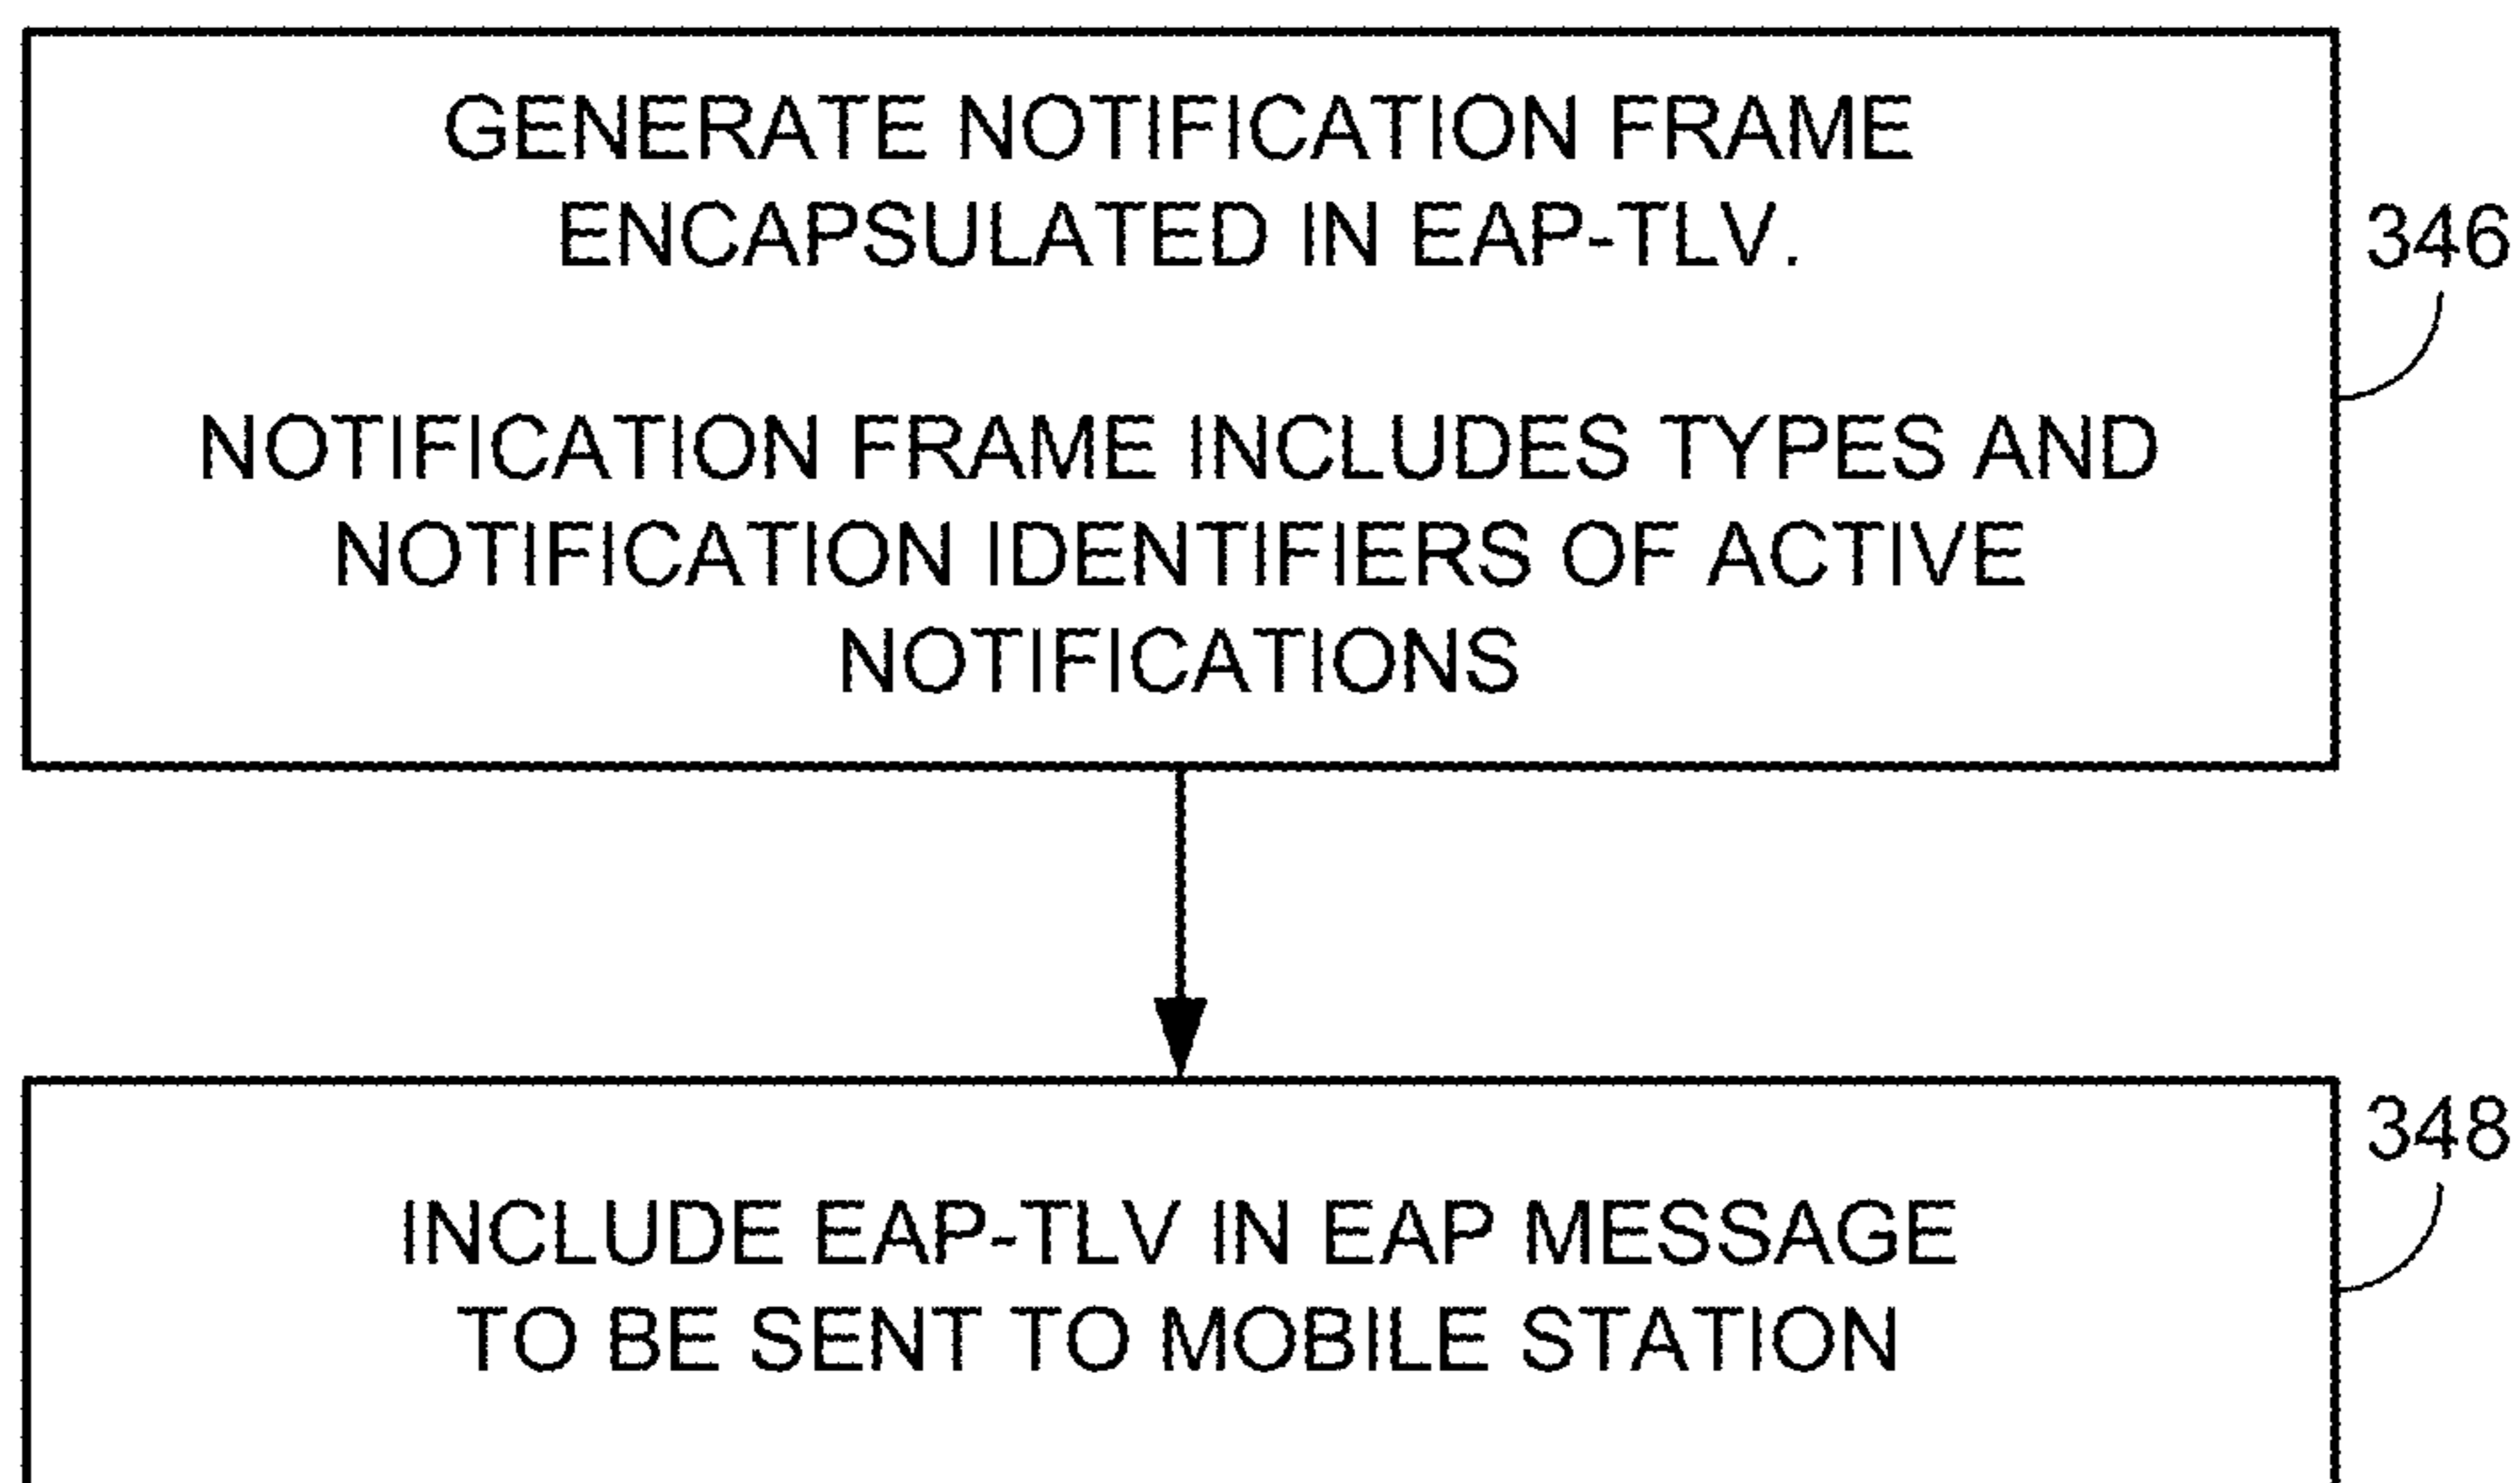 GENERATE NOTIFICATION FRAME
ENCAPSULATED IN EAP-TLV.
346
NOTIFICATION FRAME INCLUDES TYPES AND
NOTIFICATION IDENTIFIERS OF ACTIVE
NOTIFICATIONS
348
INCLUDE EAP-TLV IN EAP MESSAGE
TO BE SENT TO MOBILE STATION